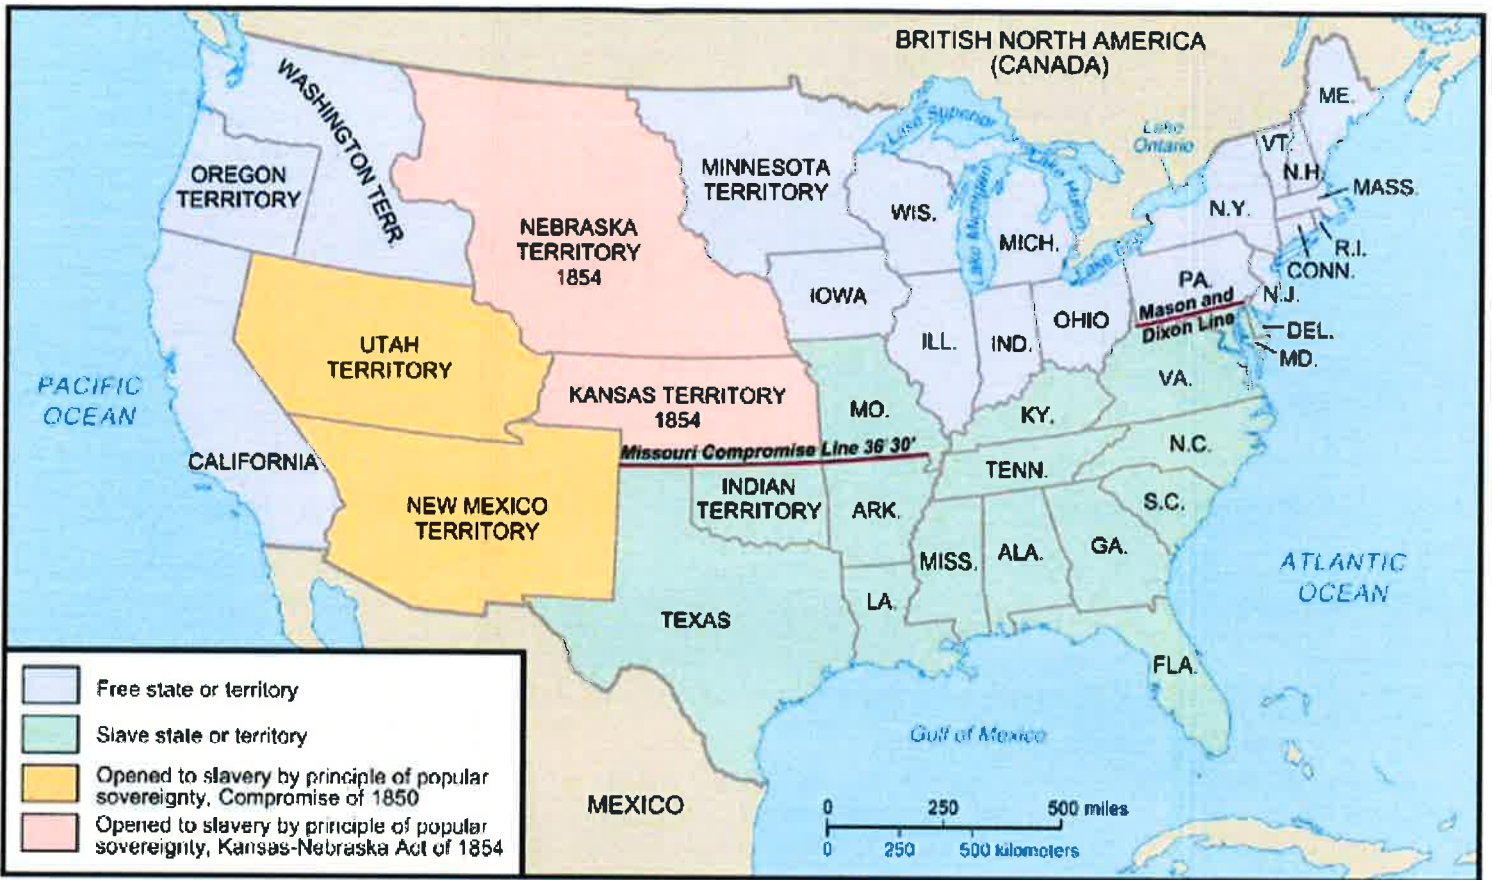 BRITISH NORTH AMERICA
(CANADA)
WASHINGTON TERR.
OREGON
TERRITORY
NEBRASKA
TERRITORY
1854
MINNESOTA
TERRITORY
Lake Superior
Lake Michigan
Lake Huron
Lake
Ontario
Lake Erie
WIS.
MICH.
ME.
VT.
N.H.
MASS.
N.Y.
R.I.
CONN.
PA.
N.J.
Mason and
Dixon Line
DEL.
MD.
IOWA
ILL.
IND.
OHIO
UTAH
TERRITORY
KANSAS TERRITORY
1854
MO.
KY.
VA.
PACIFIC
OCEAN
CALIFORNIA
Missouri Compromise Line 36 30'
TENN.
N.C.
NEW MEXICO
TERRITORY
INDIAN
TERRITORY
ARK.
S.C.
MISS.
ALA.
GA.
ATLANTIC
OCEAN
TEXAS
LA.
FLA.
Gulf of Mexico
MEXICO
Free state or territory
Slave state or territory
Opened to slavery by principle of popular
sovereignty, Compromise of 1850
Opened to slavery by principle of popular
sovereignty, Kansas-Nebraska Act of 1854
0 250 500 miles
0 250 500 kilometers